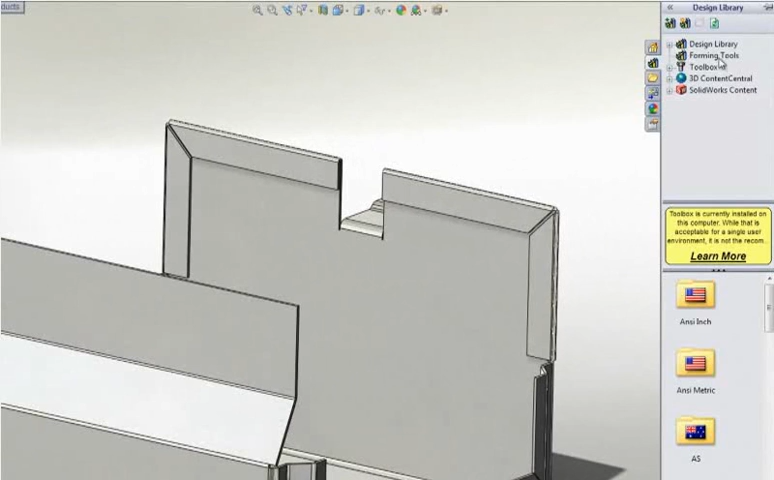 ducts
Design Library
Design Library
Forming Tools
Toolbox
3D ContentCentral
SolidWorks Content
Toolbox is currently installed on
this computer. While that is
acceptable for a single user
environment, it is not the recom...
Learn More
Ansi Inch
Ansi Metric
AS